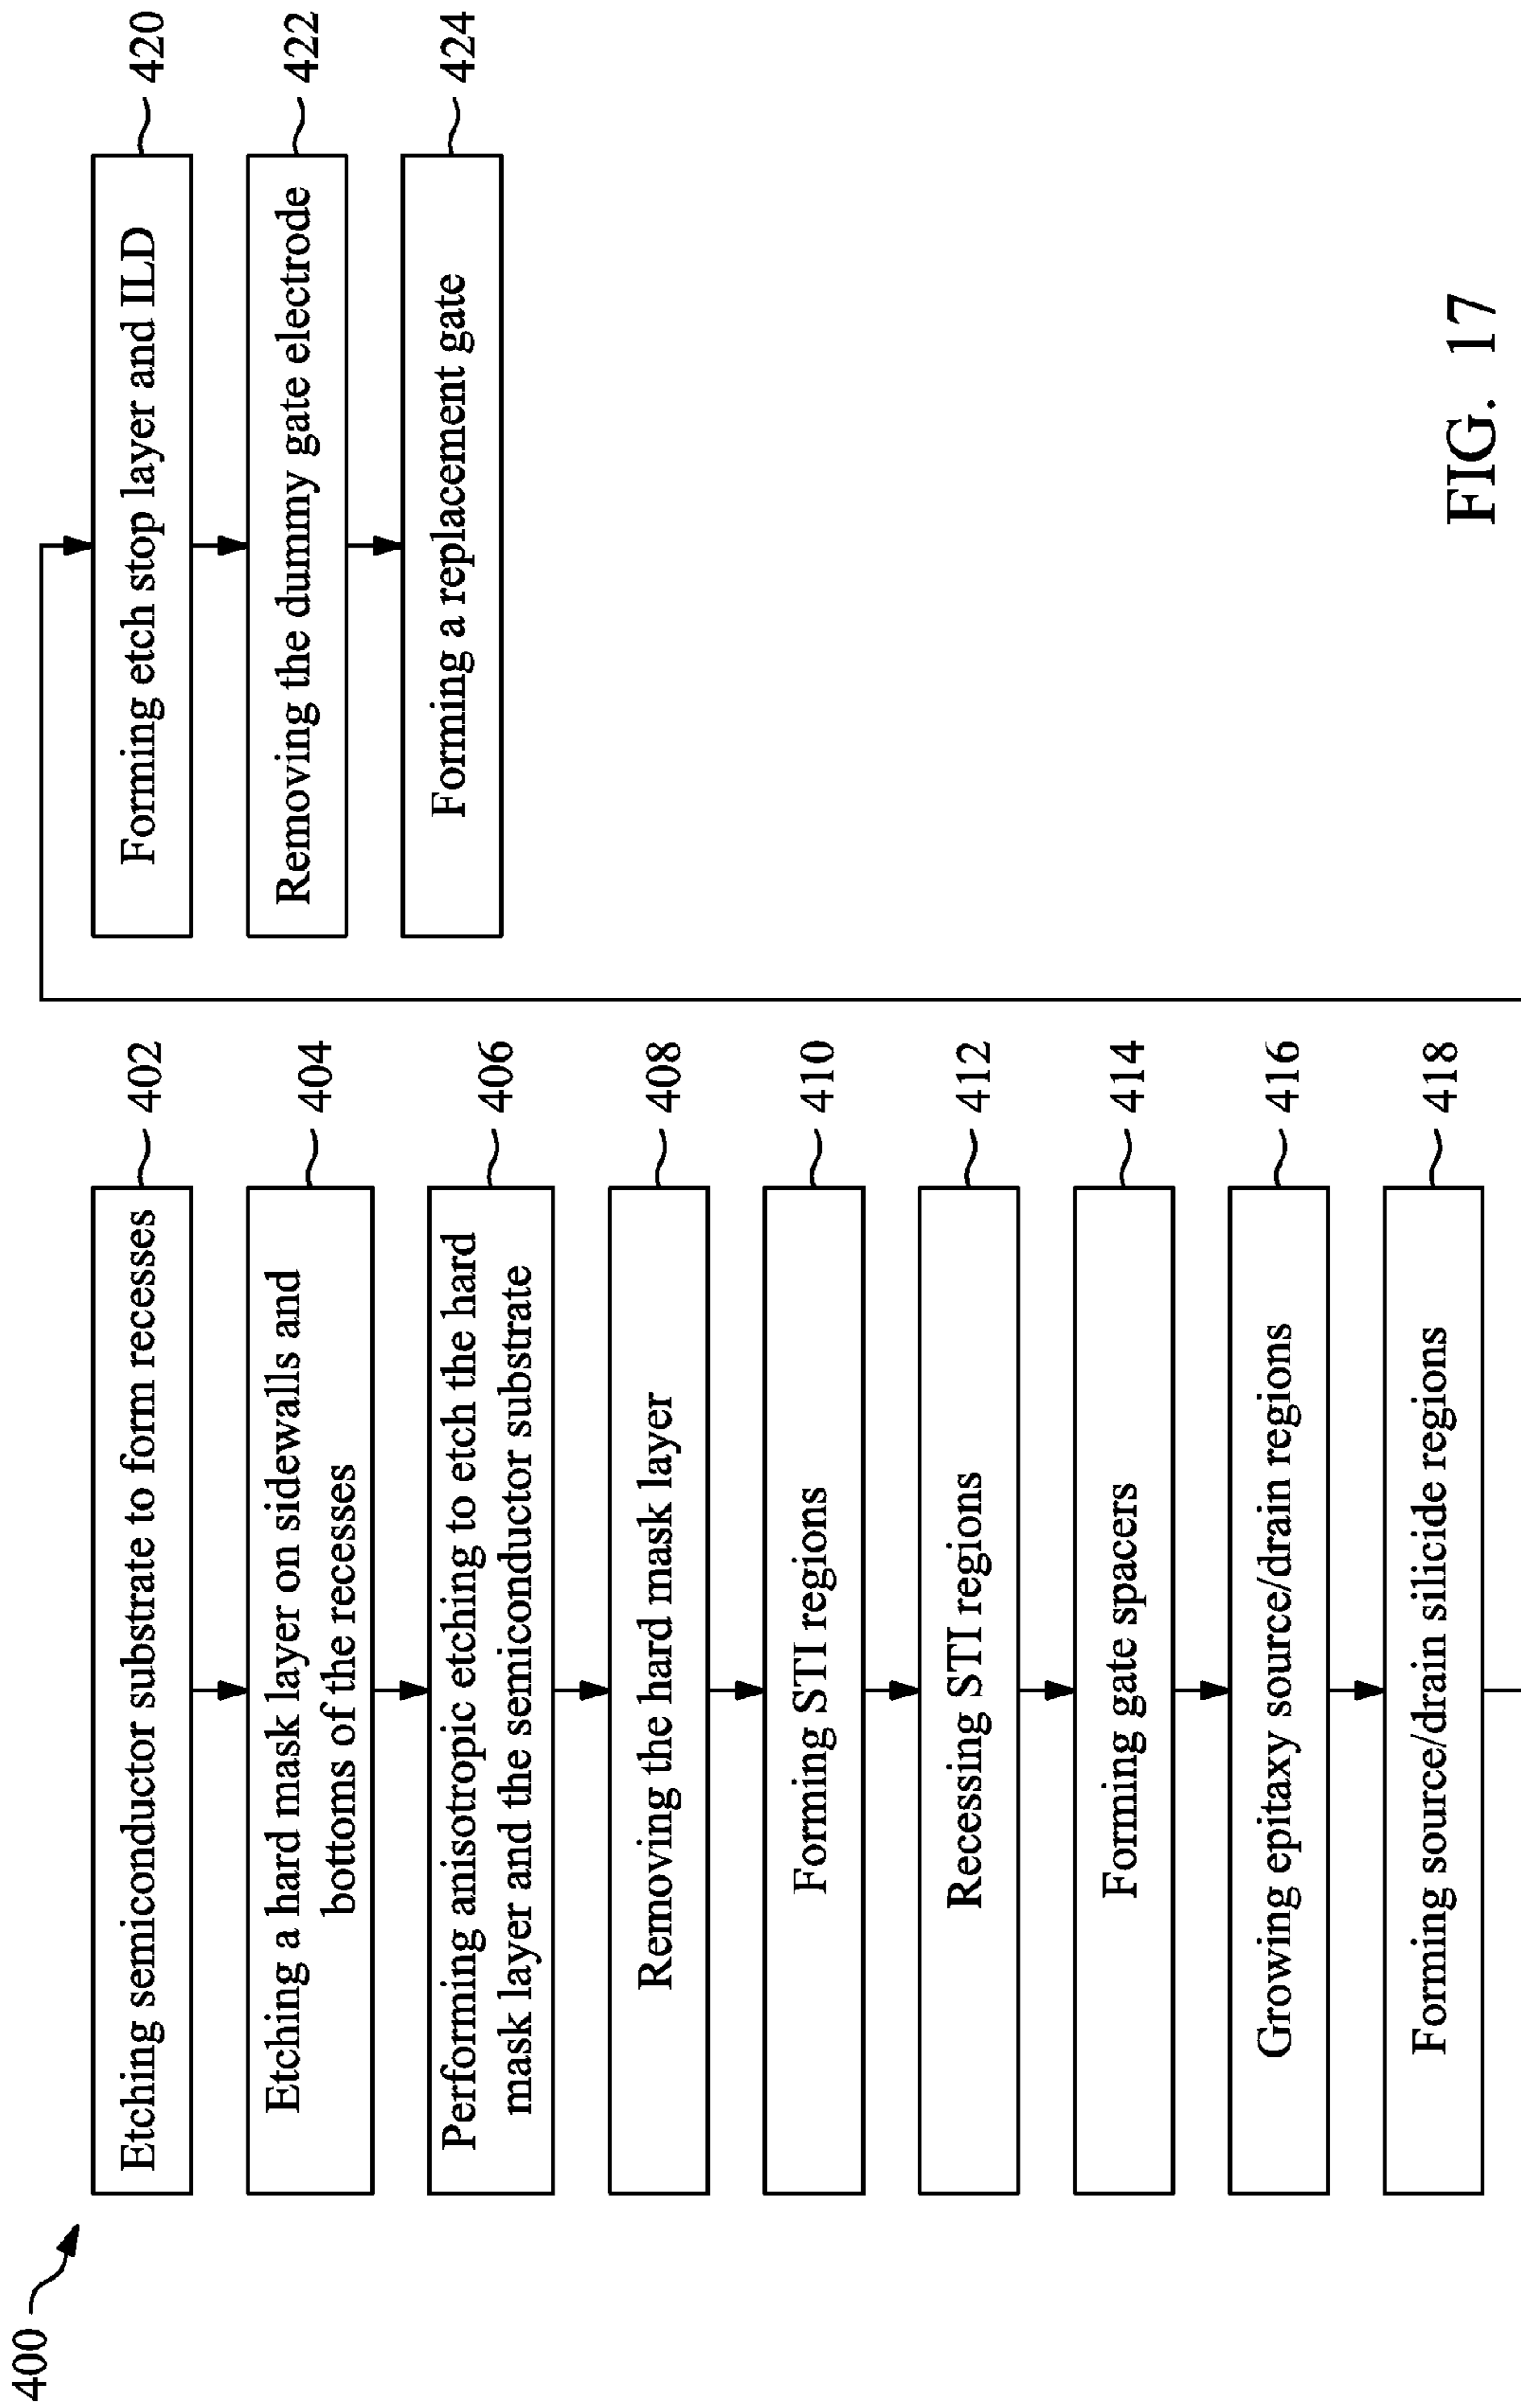 400
Etching semiconductor substrate to form recesses
402
Etching a hard mask layer on sidewalls and
bottoms of the recesses
404
Performing anisotropic etching to etch the hard
mask layer and the semiconductor substrate
406
Removing the hard mask layer
408
Forming STI regions
410
Recessing STI regions
412
Forming gate spacers
414
Growing epitaxy source/drain regions
416
Forming source/drain silicide regions
418
Forming etch stop layer and ILD
420
Removing the dummy gate electrode
422
Forming a replacement gate
424
FIG. 17